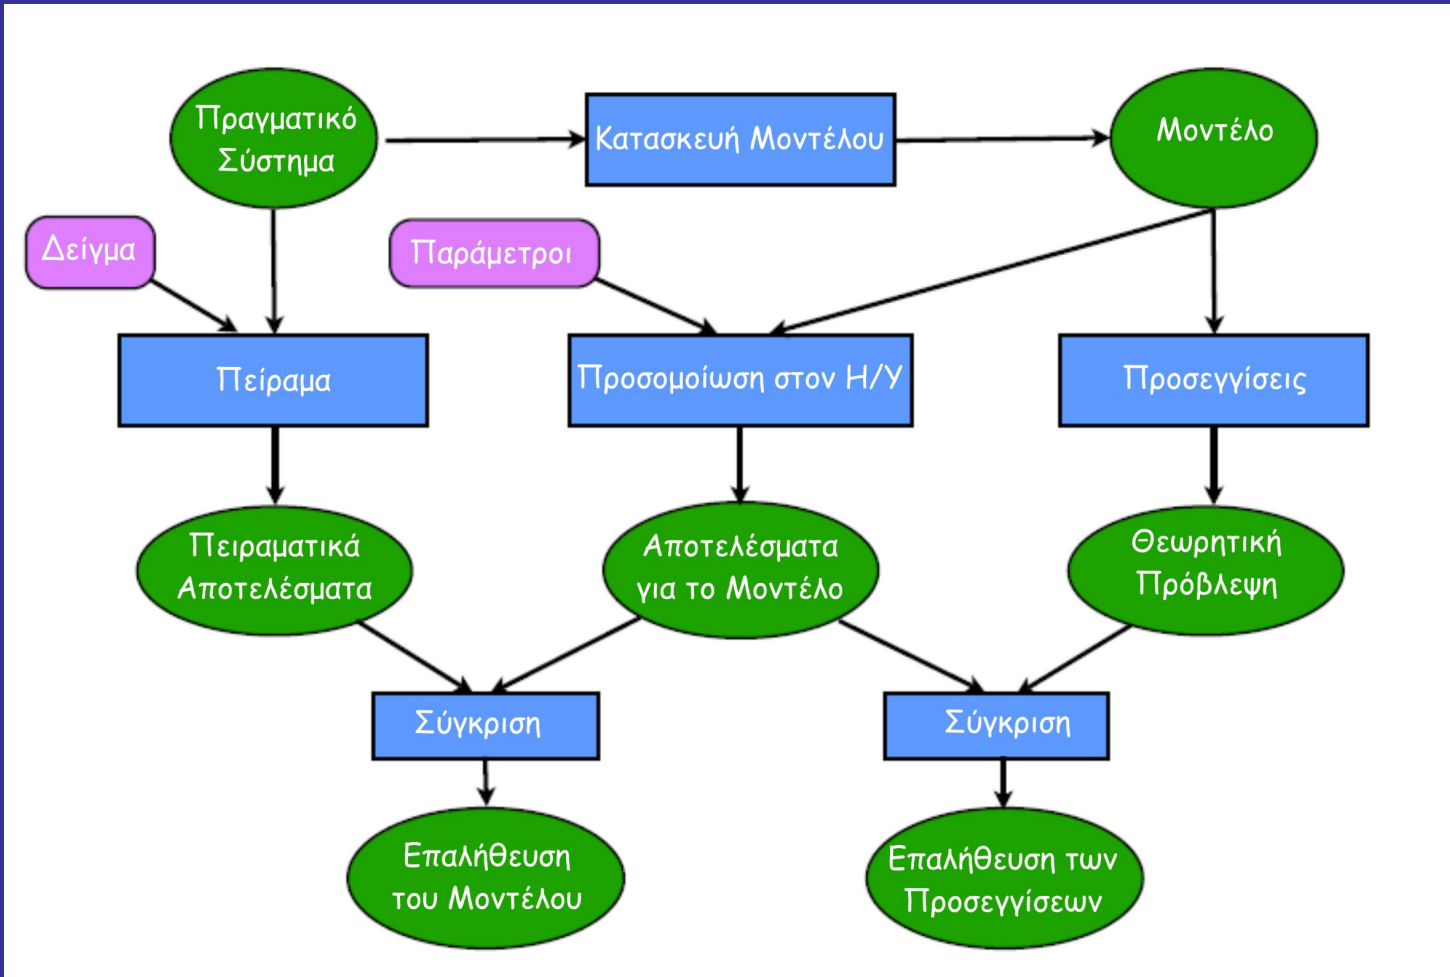 Πραγματικό
Σύστημα
Κατασκευή Μοντέλου
Μοντέλο
Δείγμα
Παράμετροι
Πείραμα
Προσομοίωση στον Η/Υ
Προσεγγίσεις
Πειραματικά
Αποτελέσματα
Αποτελέσματα
για το Μοντέλο
Θεωρητική
Πρόβλεψη
Σύγκριση
Σύγκριση
Επαλήθευση
του Μοντέλου
Επαλήθευση των
Προσεγγίσεων